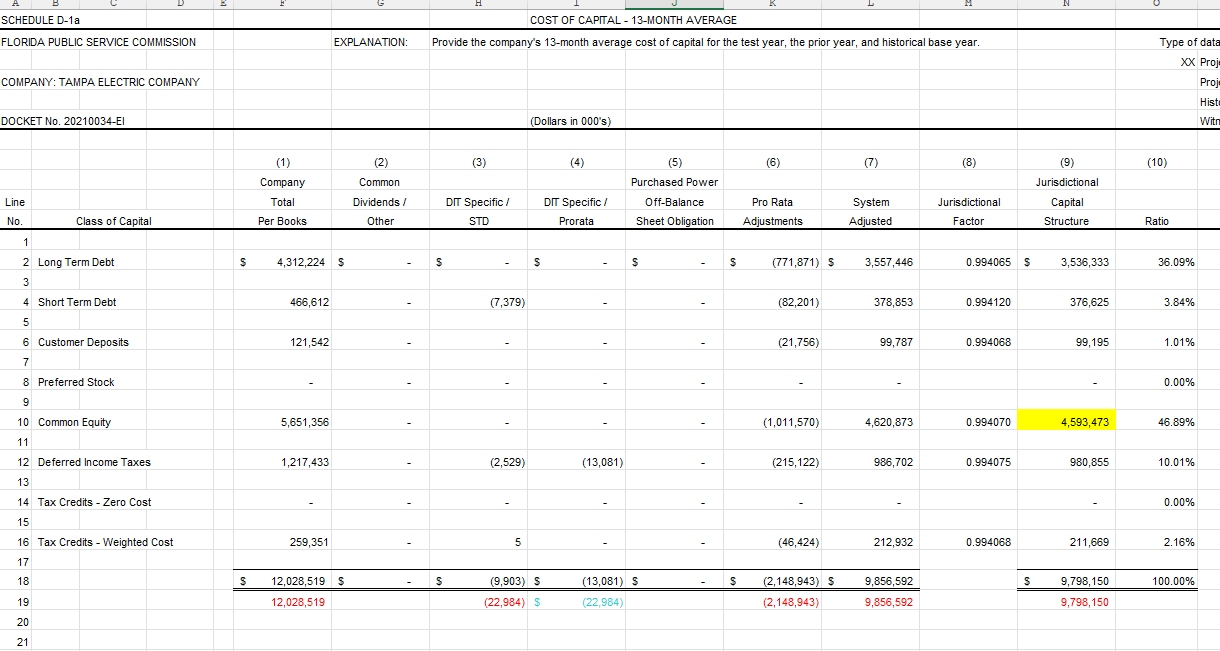 A B C D E F G H I J K L M N O
SCHEDULE D-1a COST OF CAPITAL - 13-MONTH AVERAGE
FLORIDA PUBLIC SERVICE COMMISSION EXPLANATION: Provide the company's 13-month average cost of capital for the test year, the prior year, and historical base year. Type of data
XX Proj
COMPANY: TAMPA ELECTRIC COMPANY Proj
Hist
DOCKET No. 20210034-EI (Dollars in 000's) Witn
(1) (2) (3) (4) (5) (6) (7) (8) (9) (10)
Company Common Purchased Power Jurisdictional
Line Total Dividends / DIT Specific / DIT Specific / Off-Balance Pro Rata System Jurisdictional Capital
No. Class of Capital Per Books Other STD Prorata Sheet Obligation Adjustments Adjusted Factor Structure Ratio
1
2 Long Term Debt $ 4,312,224 $ - $ - $ - $ - $ (771,871) $ 3,557,446 0.994065 $ 3,536,333 36.09%
3
4 Short Term Debt 466,612 - (7,379) - - (82,201) 378,853 0.994120 376,625 3.84%
5
6 Customer Deposits 121,542 - - - - (21,756) 99,787 0.994068 99,195 1.01%
7
8 Preferred Stock - - - - - - - - 0.00%
9
10 Common Equity 5,651,356 - - - - (1,011,570) 4,620,873 0.994070 4,593,473 46.89%
11
12 Deferred Income Taxes 1,217,433 - (2,529) (13,081) - (215,122) 986,702 0.994075 980,855 10.01%
13
14 Tax Credits - Zero Cost - - - - - - - - 0.00%
15
16 Tax Credits - Weighted Cost 259,351 - 5 - - (46,424) 212,932 0.994068 211,669 2.16%
17
18 $ 12,028,519 $ - $ (9,903) $ (13,081) $ - $ (2,148,943) $ 9,856,592 $ 9,798,150 100.00%
19 12,028,519 (22,984) $ (22,984) (2,148,943) 9,856,592 9,798,150
20
21